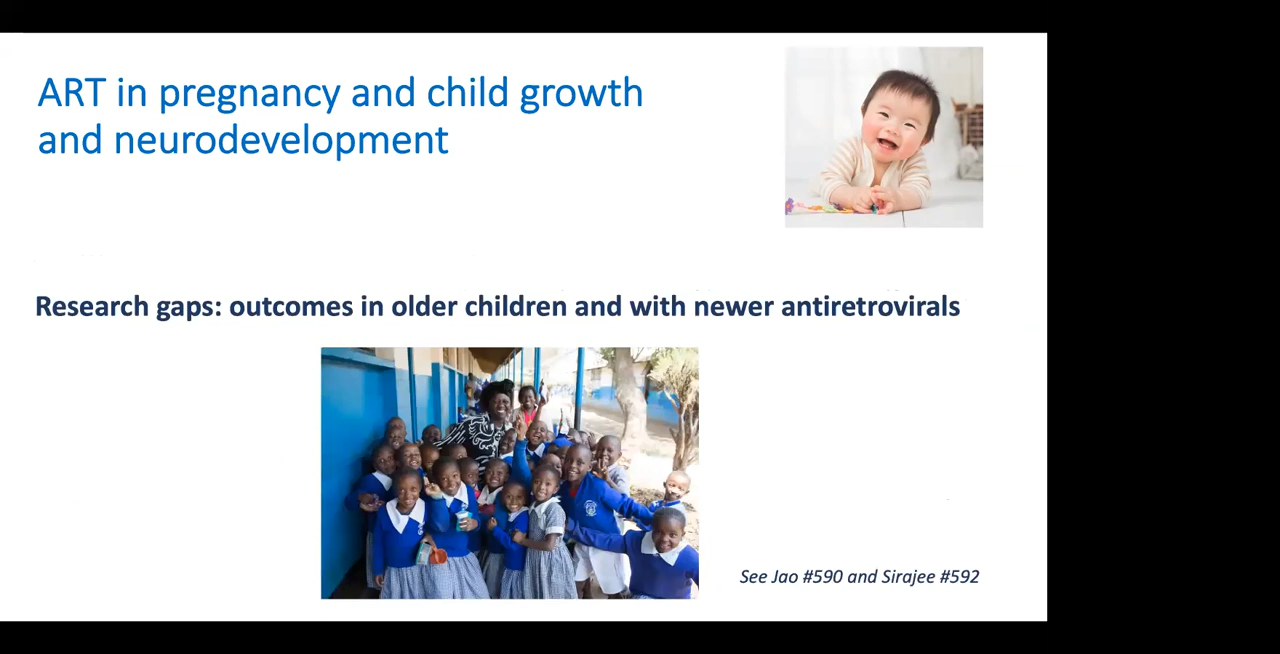 ART in pregnancy and child growth
and neurodevelopment
Research gaps: outcomes in older children and with newer antiretrovirals
See Jao #590 and Sirajee #592